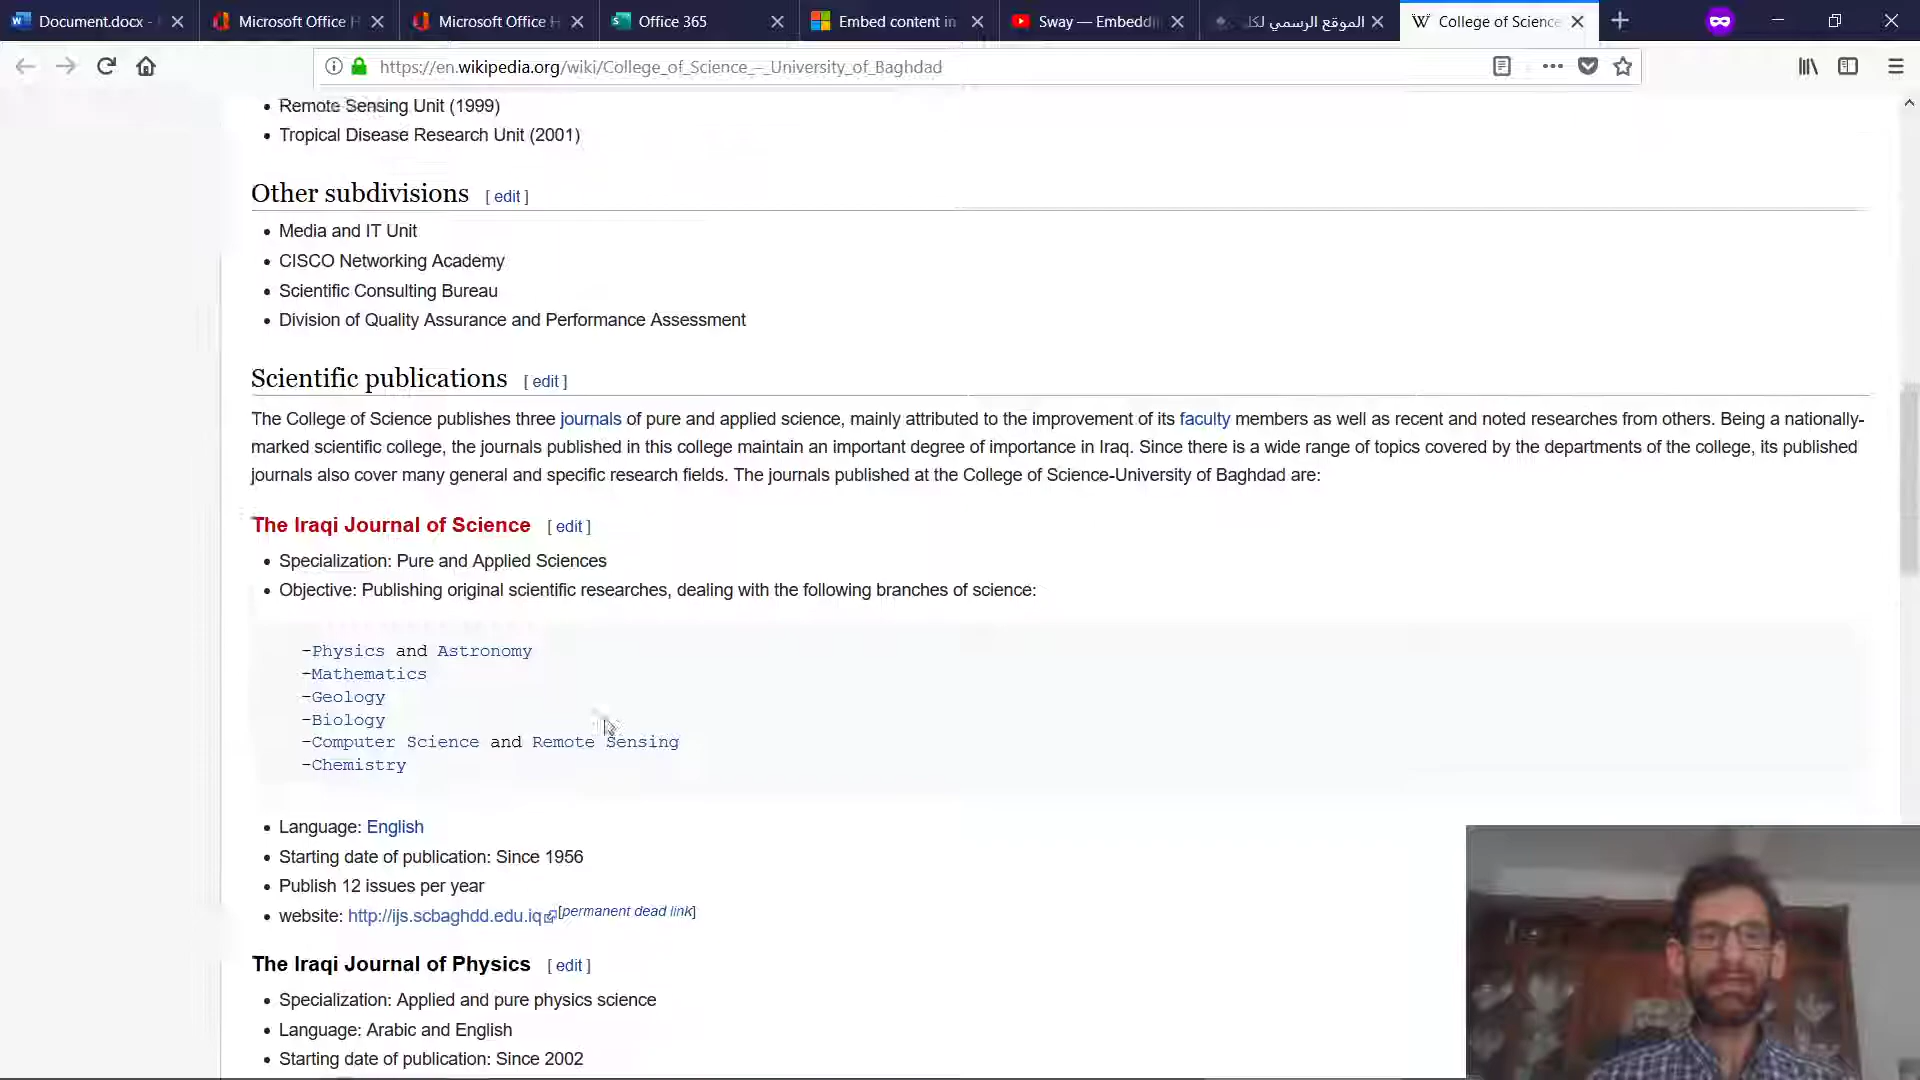 Document.docx -
Microsoft Office H
Microsoft Office H
Office 365
Embed content in
Sway — Embeddi
الموقع الرسمي لكل
W College of Science
https://en.wikipedia.org/wiki/College_of_Science_–_University_of_Baghdad
Remote Sensing Unit (1999)
Tropical Disease Research Unit (2001)
Other subdivisions [ edit ]
Media and IT Unit
CISCO Networking Academy
Scientific Consulting Bureau
Division of Quality Assurance and Performance Assessment
Scientific publications [ edit ]
The College of Science publishes three journals of pure and applied science, mainly attributed to the improvement of its faculty members as well as recent and noted researches from others. Being a nationally-
marked scientific college, the journals published in this college maintain an important degree of importance in Iraq. Since there is a wide range of topics covered by the departments of the college, its published
journals also cover many general and specific research fields. The journals published at the College of Science-University of Baghdad are:
The Iraqi Journal of Science [ edit ]
Specialization: Pure and Applied Sciences
Objective: Publishing original scientific researches, dealing with the following branches of science:
-Physics and Astronomy
-Mathematics
-Geology
-Biology
-Computer Science and Remote Sensing
-Chemistry
Language: English
Starting date of publication: Since 1956
Publish 12 issues per year
website: http://ijs.scbaghdd.edu.iq [permanent dead link]
The Iraqi Journal of Physics [ edit ]
Specialization: Applied and pure physics science
Language: Arabic and English
Starting date of publication: Since 2002